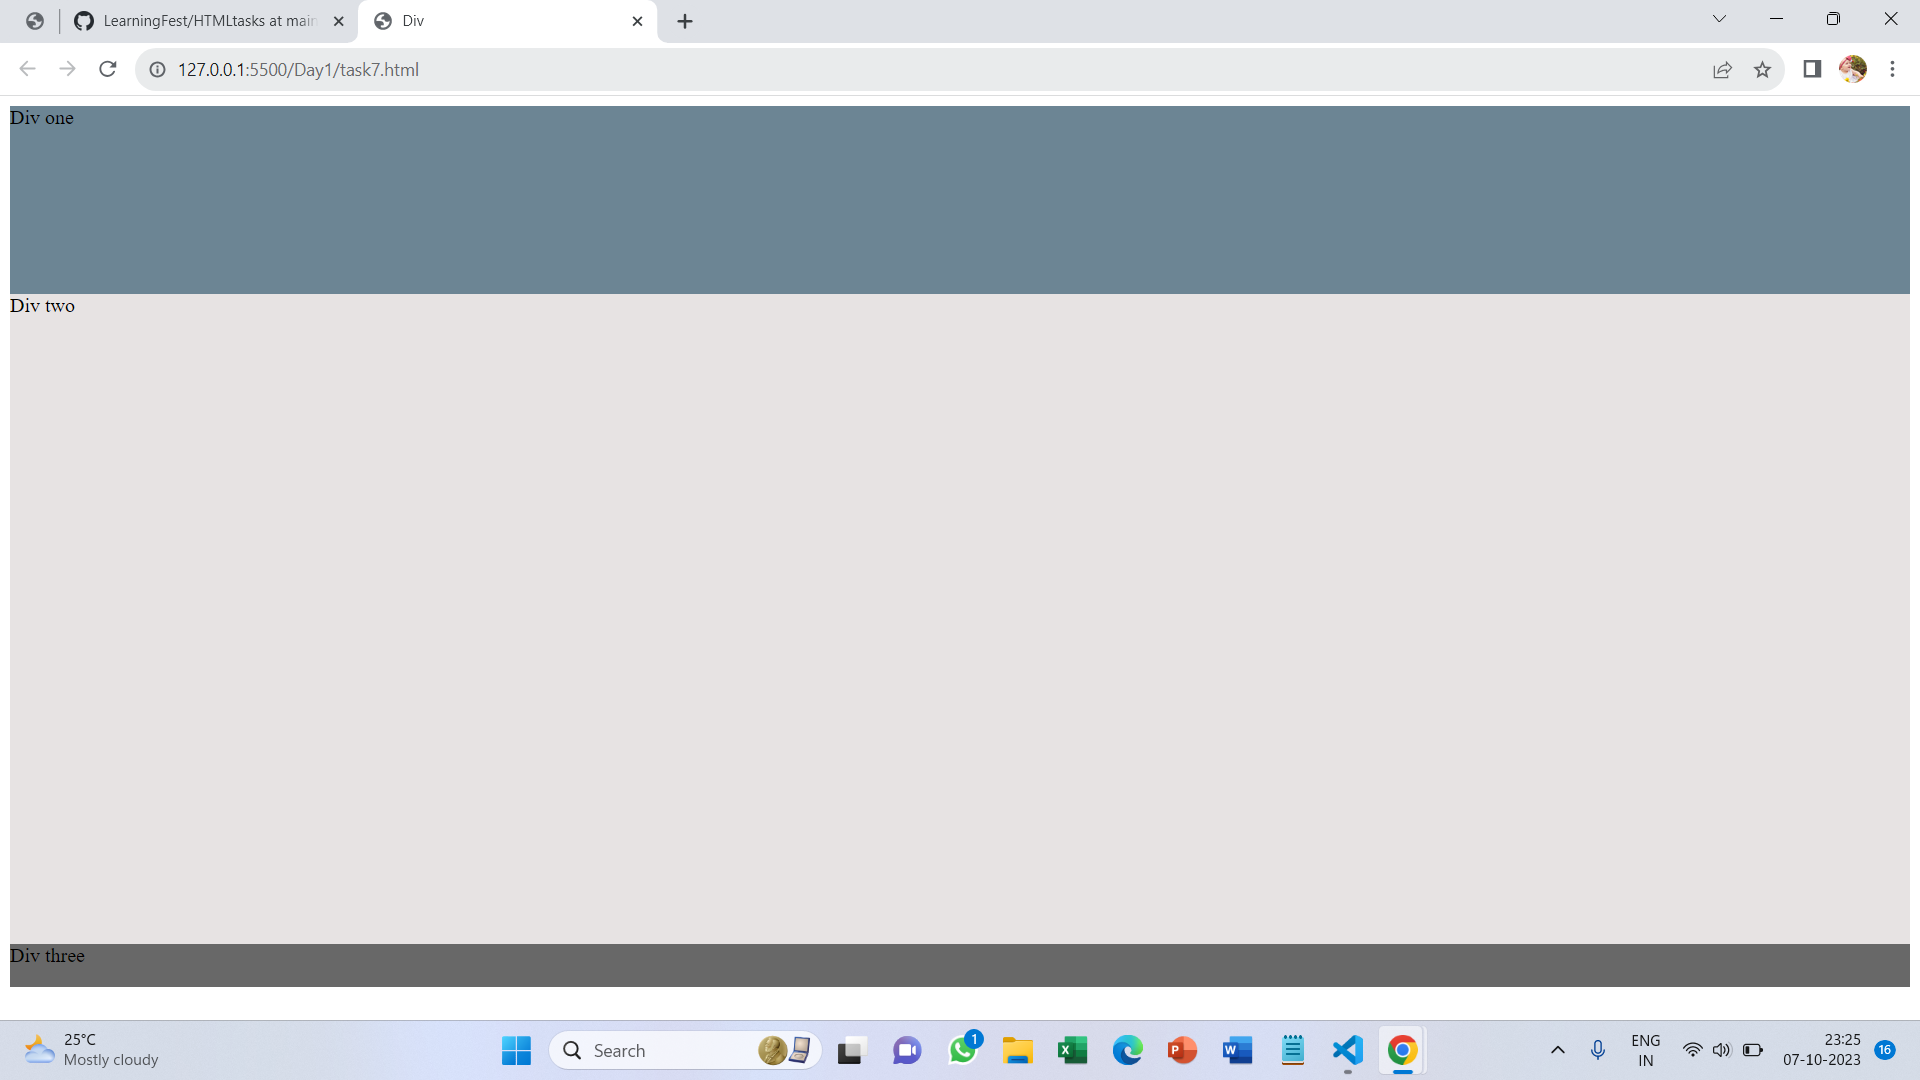 LearningFest/HTMLtasks at main
Div
127.0.0.1:5500/Day1/task7.html
Div one
Div two
Div three
25°C
Mostly cloudy
Search
1
ENG
IN
23:25
07-10-2023
16